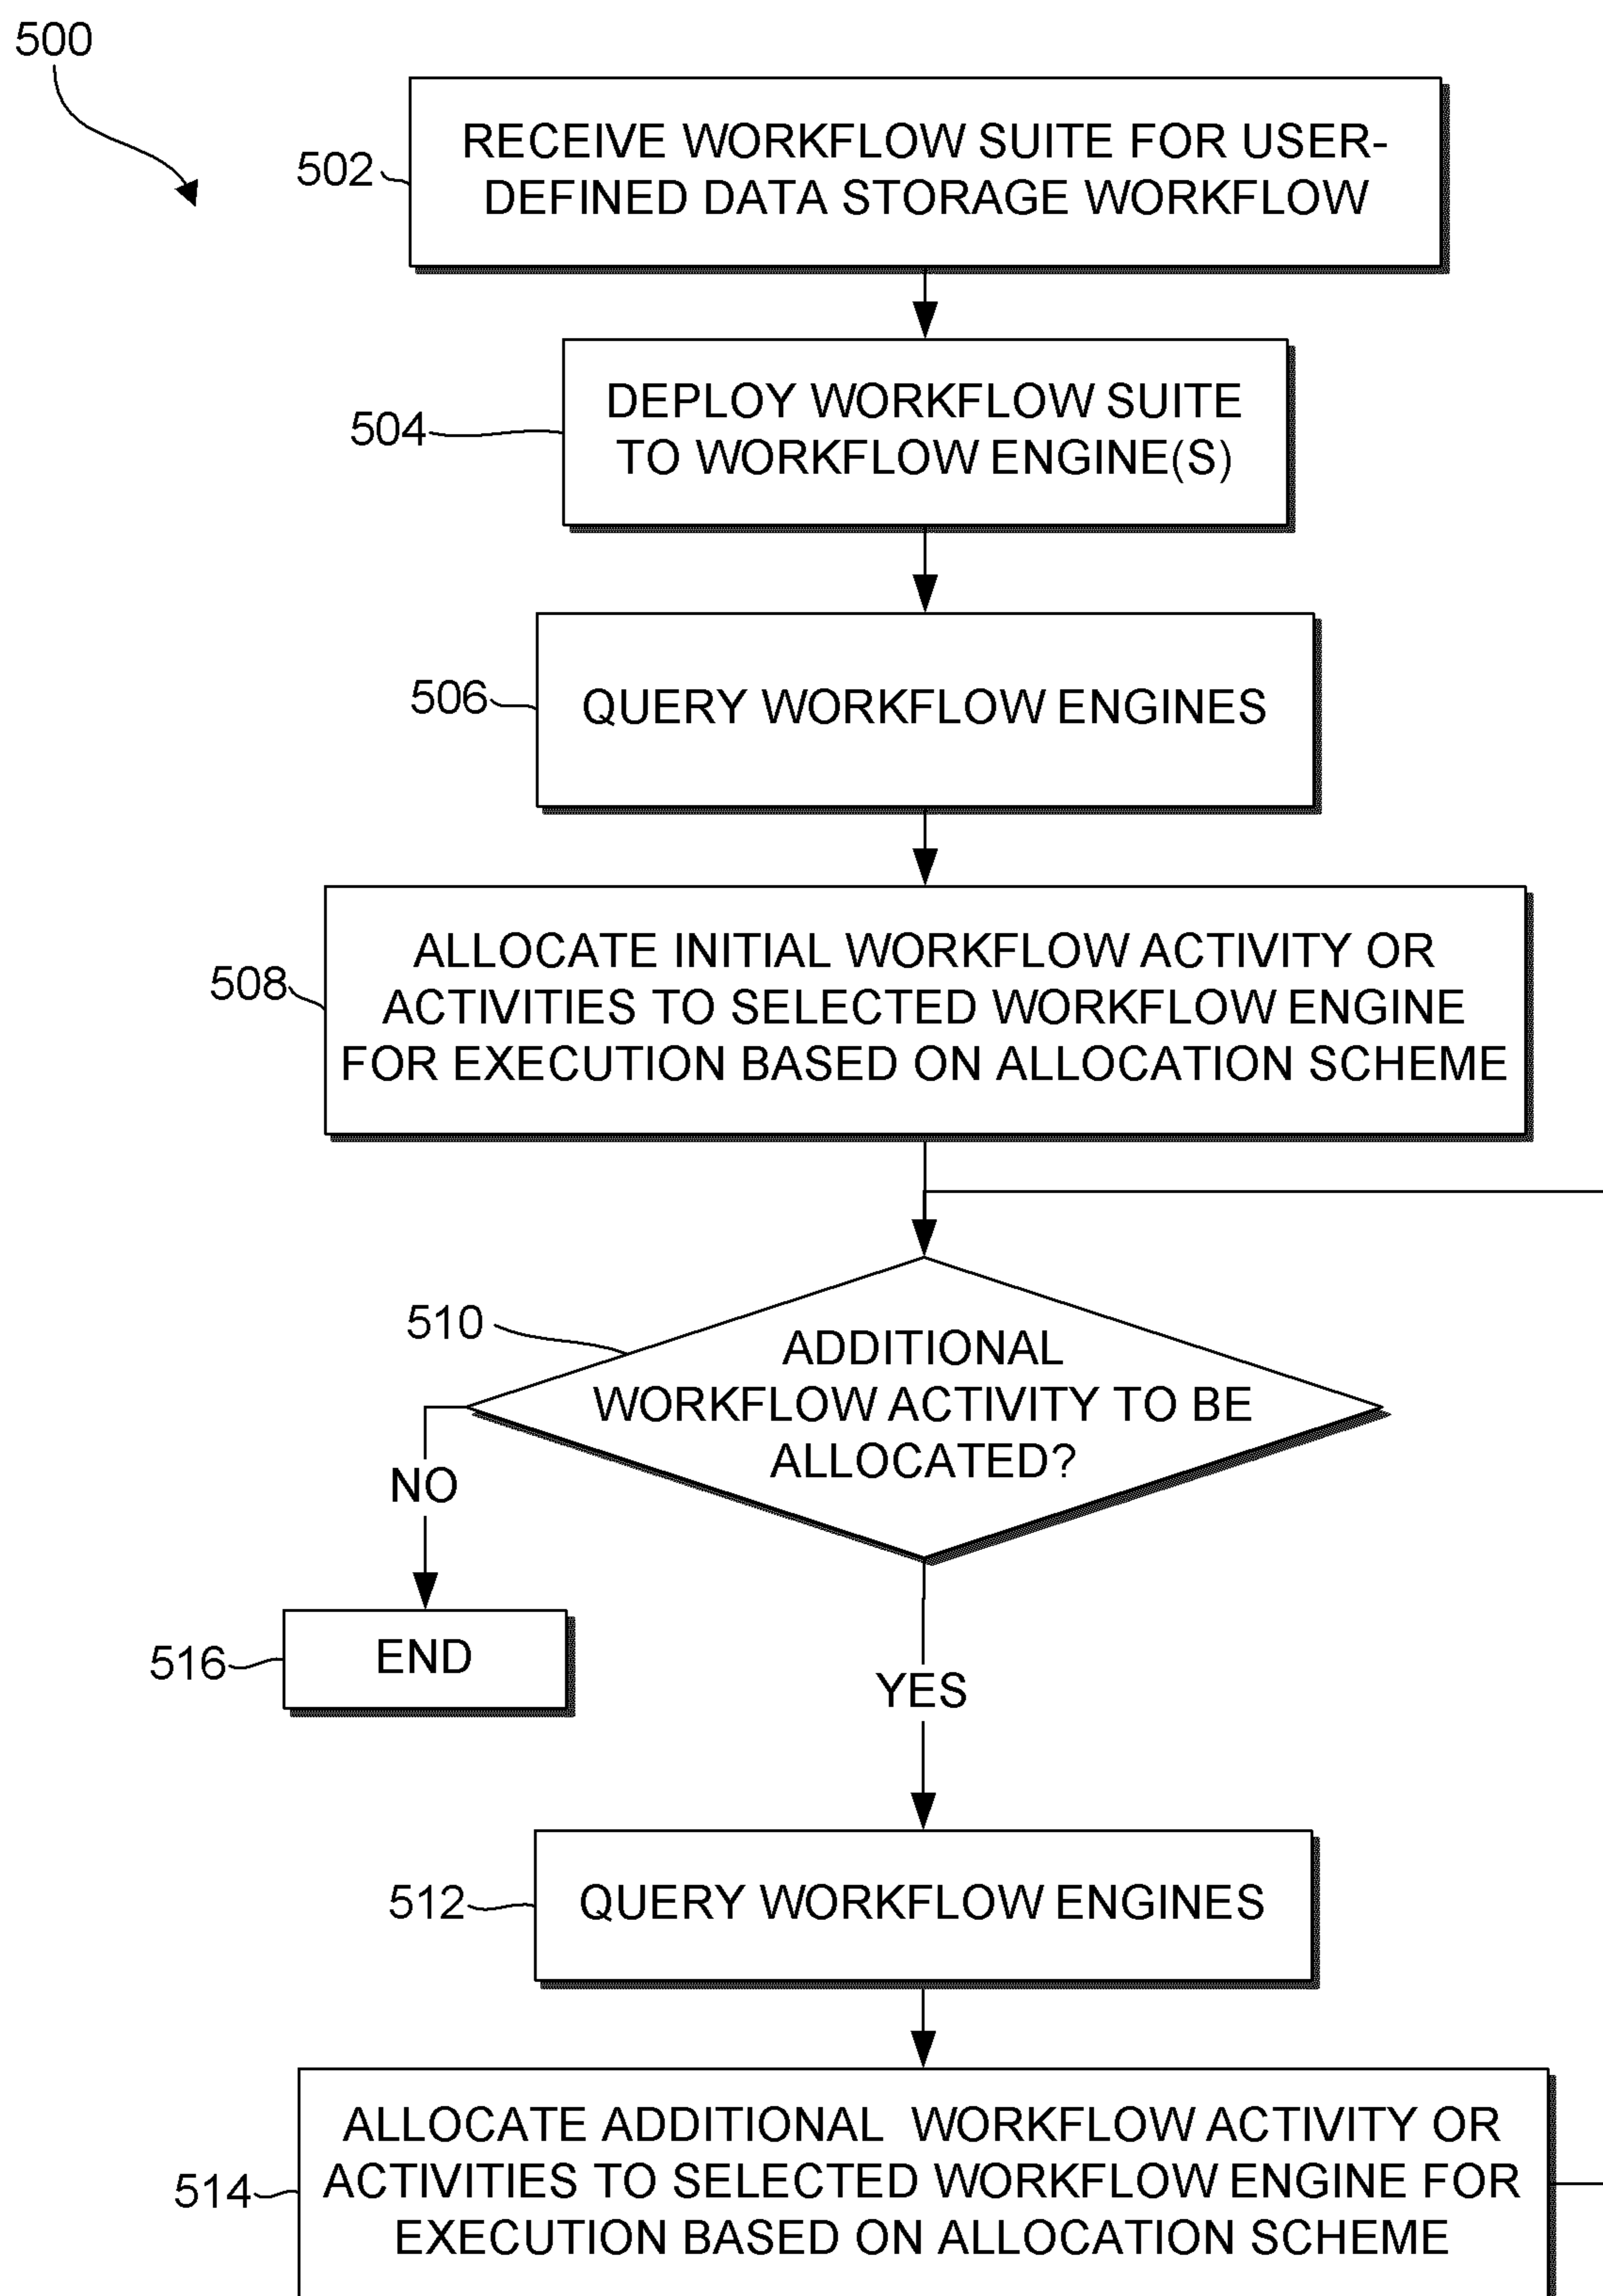 500
502
RECEIVE WORKFLOW SUITE FOR USER-
DEFINED DATA STORAGE WORKFLOW
504
DEPLOY WORKFLOW SUITE
TO WORKFLOW ENGINE(S)
506
QUERY WORKFLOW ENGINES
508
ALLOCATE INITIAL WORKFLOW ACTIVITY OR
ACTIVITIES TO SELECTED WORKFLOW ENGINE
FOR EXECUTION BASED ON ALLOCATION SCHEME
510
ADDITIONAL
WORKFLOW ACTIVITY TO BE
ALLOCATED?
NO
516
END
YES
512
QUERY WORKFLOW ENGINES
514
ALLOCATE ADDITIONAL WORKFLOW ACTIVITY OR
ACTIVITIES TO SELECTED WORKFLOW ENGINE FOR
EXECUTION BASED ON ALLOCATION SCHEME